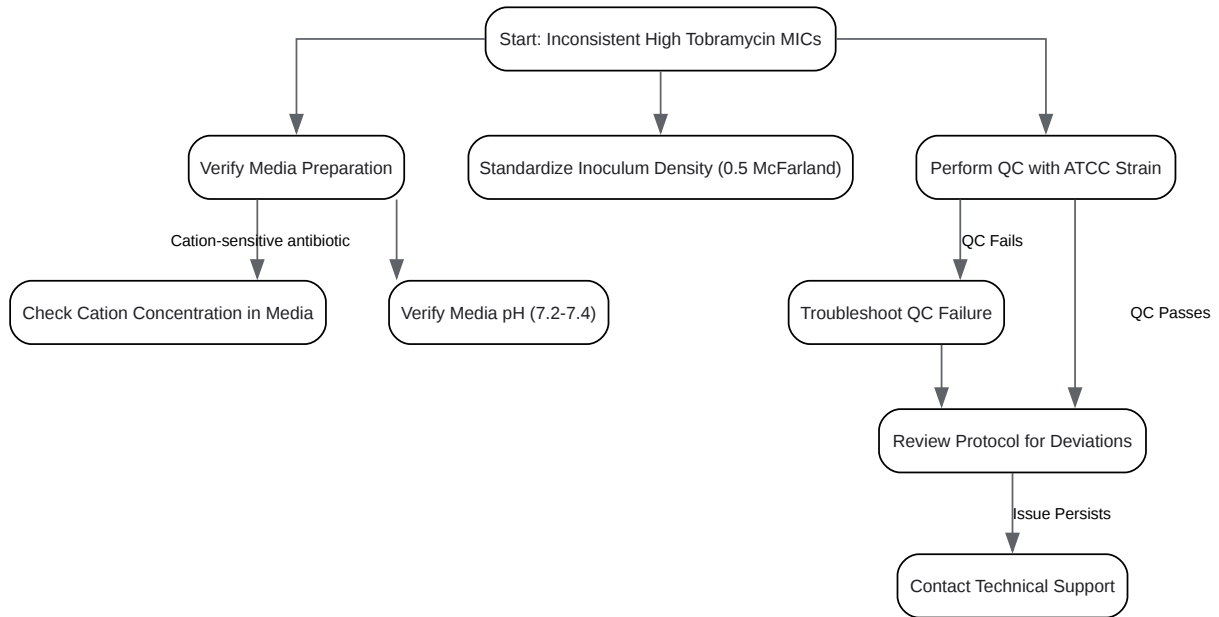 Start: Inconsistent High Tobramycin MICs
Verify Media Preparation
Standardize Inoculum Density (0.5 McFarland)
Perform QC with ATCC Strain
Cation-sensitive antibiotic
QC Fails
Check Cation Concentration in Media
Verify Media pH (7.2-7.4)
Troubleshoot QC Failure
QC Passes
Review Protocol for Deviations
Issue Persists
Contact Technical Support